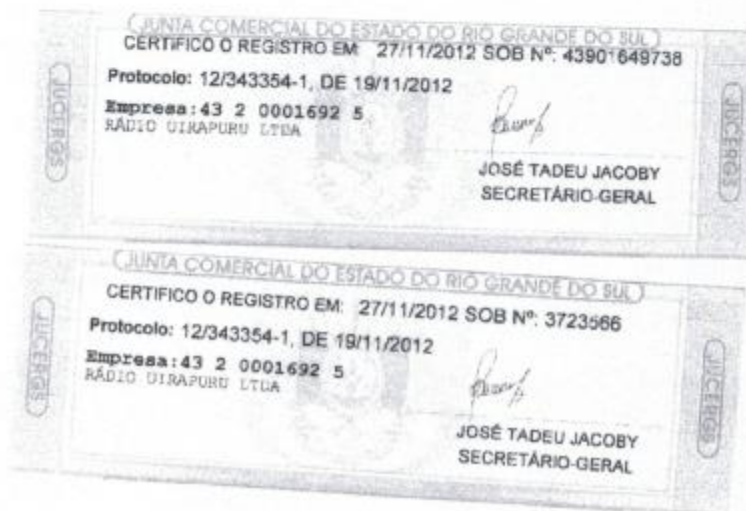 JUNTA COMERCIAL DO ESTADO DO RIO GRANDE DO SUL
CERTIFICO O REGISTRO EM: 27/11/2012 SOB Nº: 43901649738
Protocolo: 12/343354-1, DE 19/11/2012
Empresa:43 2 0001692 5
RÁDIO UIRAPURU LTDA
JOSÉ TADEU JACOBY
SECRETÁRIO-GERAL
JUCERGS
JUCERGS
JUNTA COMERCIAL DO ESTADO DO RIO GRANDE DO SUL
CERTIFICO O REGISTRO EM: 27/11/2012 SOB Nº: 3723566
Protocolo: 12/343354-1, DE 19/11/2012
Empresa:43 2 0001692 5
RÁDIO UIRAPURU LTDA
JOSÉ TADEU JACOBY
SECRETÁRIO-GERAL
JUCERGS
JUCERGS